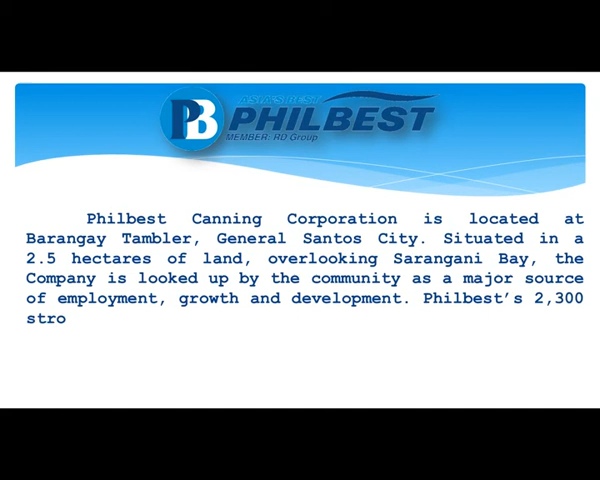 ASIA'S BEST
PB PHILBEST
MEMBER: RD Group
Philbest Canning Corporation is located at
Barangay Tambler, General Santos City. Situated in a
2.5 hectares of land, overlooking Sarangani Bay, the
Company is looked up by the community as a major source
of employment, growth and development. Philbest’s 2,300
stro